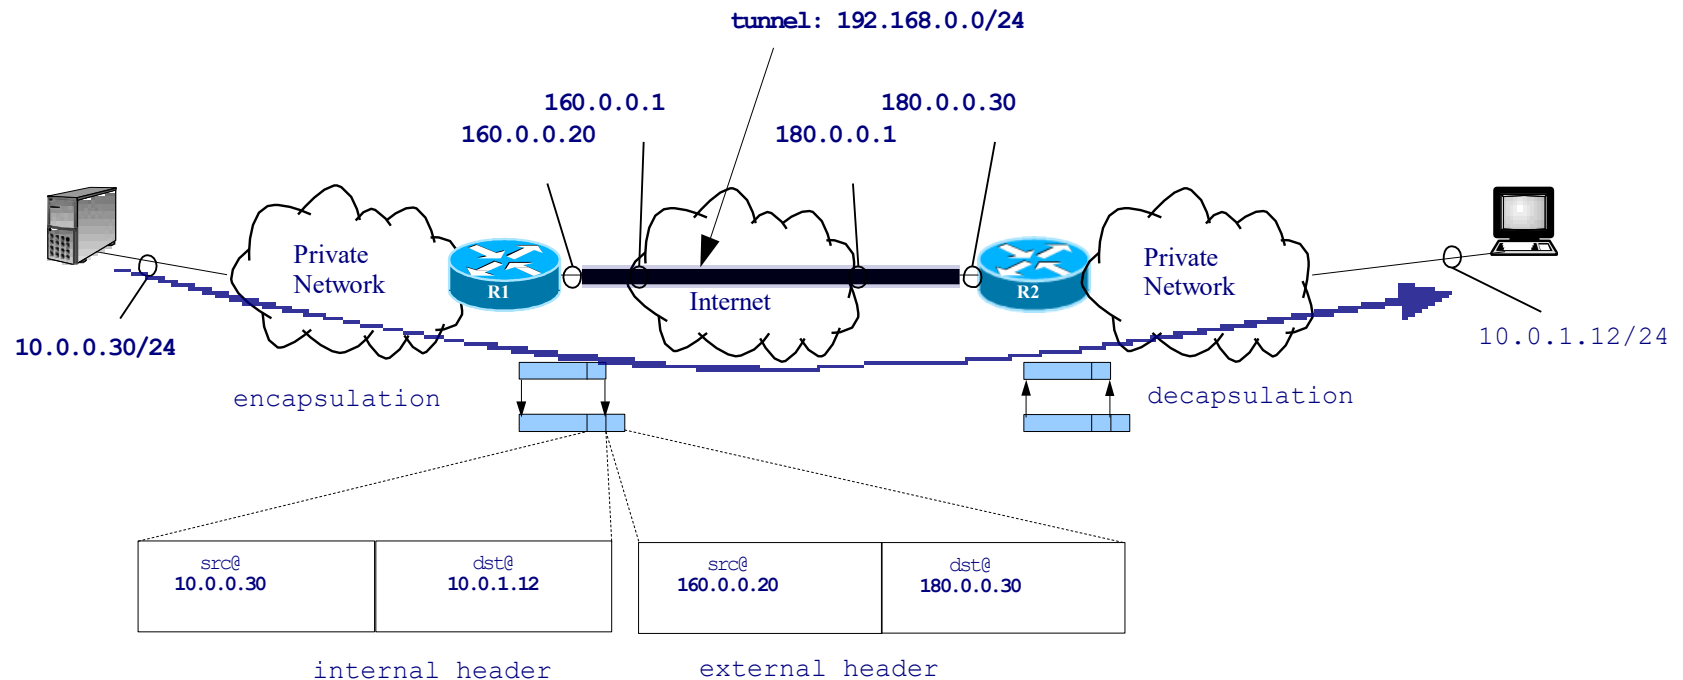 tunnel: 192.168.0.0/24
160.0.0.1
180.0.0.30
160.0.0.20
180.0.0.1
Private
Network
R1
Internet
R2
Private
Network
10.0.0.30/24
10.0.1.12/24
encapsulation
decapsulation
src@
10.0.0.30
dst@
10.0.1.12
src@
160.0.0.20
dst@
180.0.0.30
internal header
external header